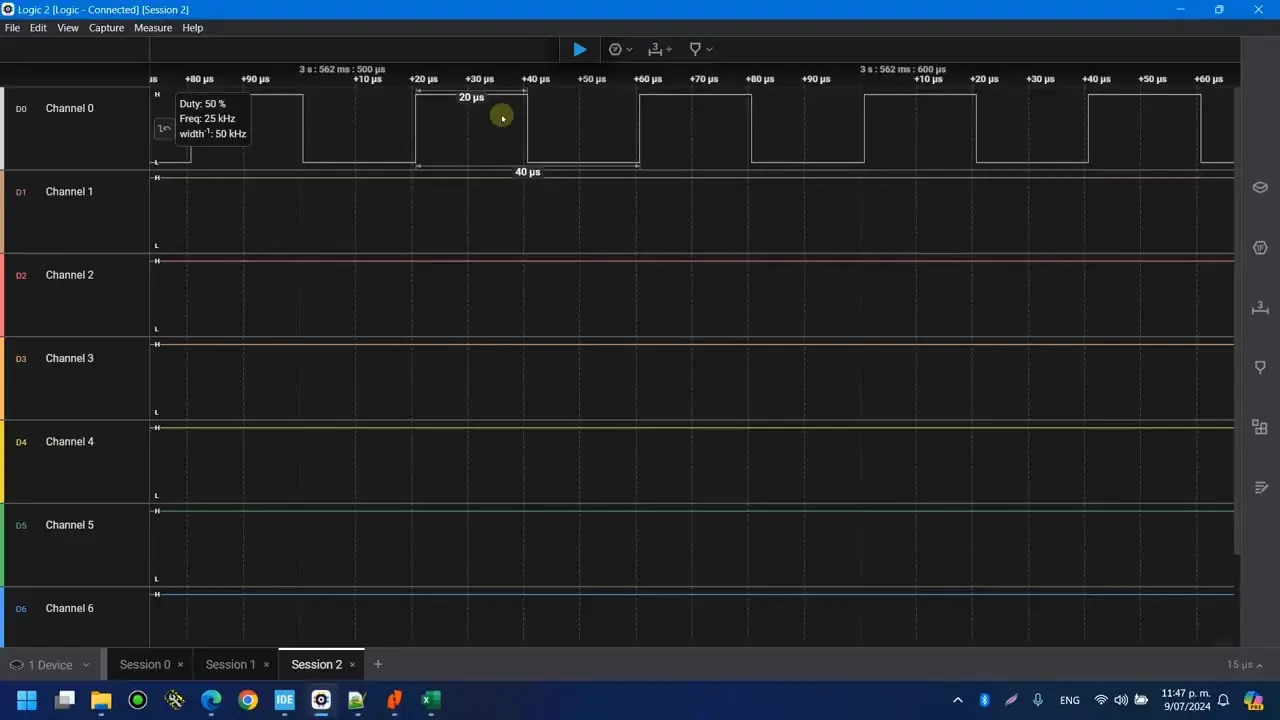 Logic 2 [Logic - Connected] [Session 2]
File Edit View Capture Measure Help
3 s : 562 ms : 500 µs 3 s : 562 ms : 600 µs
µs +80 µs +90 µs +10 µs +20 µs +30 µs +40 µs +50 µs +60 µs +70 µs +80 µs +90 µs +10 µs +20 µs +30 µs +40 µs +50 µs +60 µs
D0 Channel 0
H
L
Duty: 50 %
Freq: 25 kHz
width-¹: 50 kHz
20 µs
40 µs
D1 Channel 1
H
L
D2 Channel 2
H
L
D3 Channel 3
H
L
D4 Channel 4
H
L
D5 Channel 5
H
L
D6 Channel 6
H
1 Device Session 0 × Session 1 × Session 2 × + 15 µs
IDE
ENG
11:47 p. m.
9/07/2024